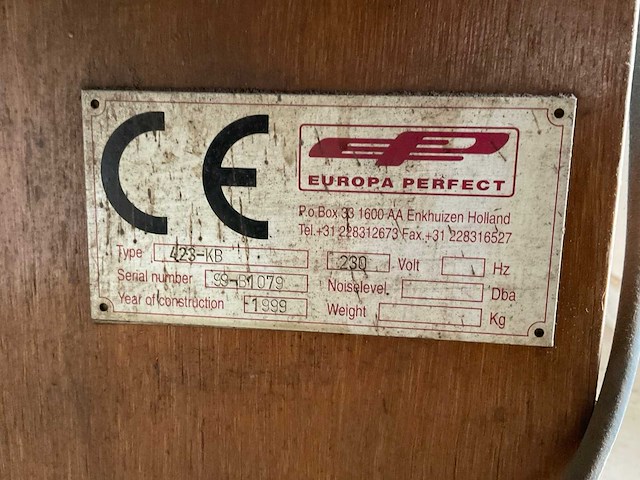 CE
ep
EUROPA PERFECT
P.o.Box 33 1600 AA Enkhuizen Holland
Tel.+31 228312673 Fax.+31 228316527
Type 423-KB 230 Volt Hz
Serial number 99-B1079 Noiselevel Dba
Year of construction 1999 Weight Kg